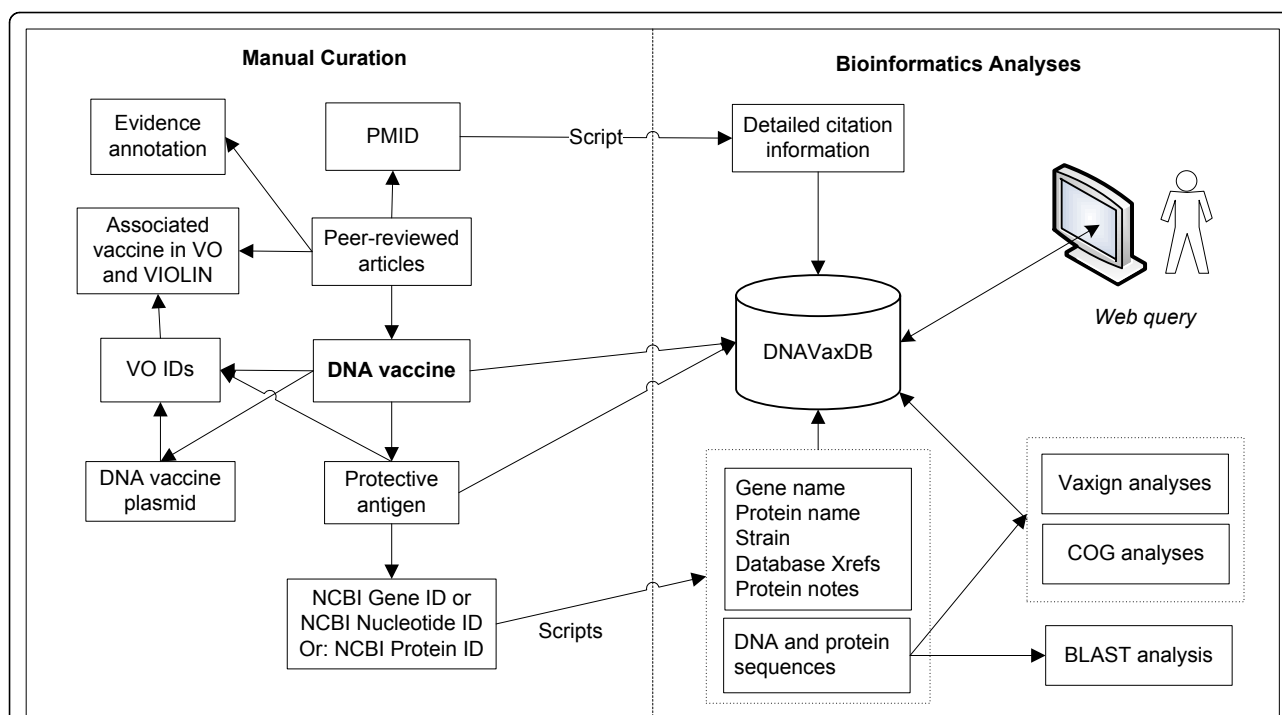 Manual Curation
Evidence
annotation
PMID
Script
Associated
vaccine in VO
and VIOLIN
Peer-reviewed
articles
VO IDs
DNA vaccine
DNA vaccine
plasmid
Protective
antigen
NCBI Gene ID or
NCBI Nucleotide ID
Or: NCBI Protein ID
Scripts
Bioinformatics Analyses
Detailed citation
information
Web query
DNAVaxDB
Gene name
Protein name
Strain
Database Xrefs
Protein notes
DNA and protein
sequences
Vaxign analyses
COG analyses
BLAST analysis